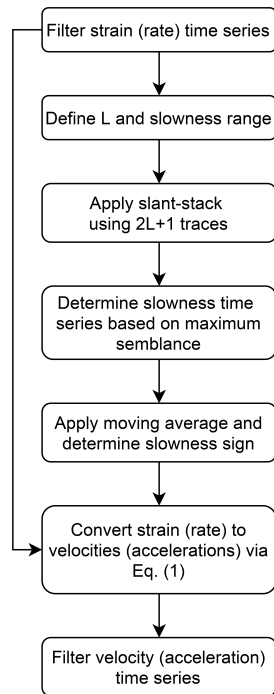 Filter strain (rate) time series
Define L and slowness range
Apply slant-stack
using 2L+1 traces
Determine slowness time
series based on maximum
semblance
Apply moving average and
determine slowness sign
Convert strain (rate) to
velocities (accelerations) via
Eq. (1)
Filter velocity (acceleration)
time series